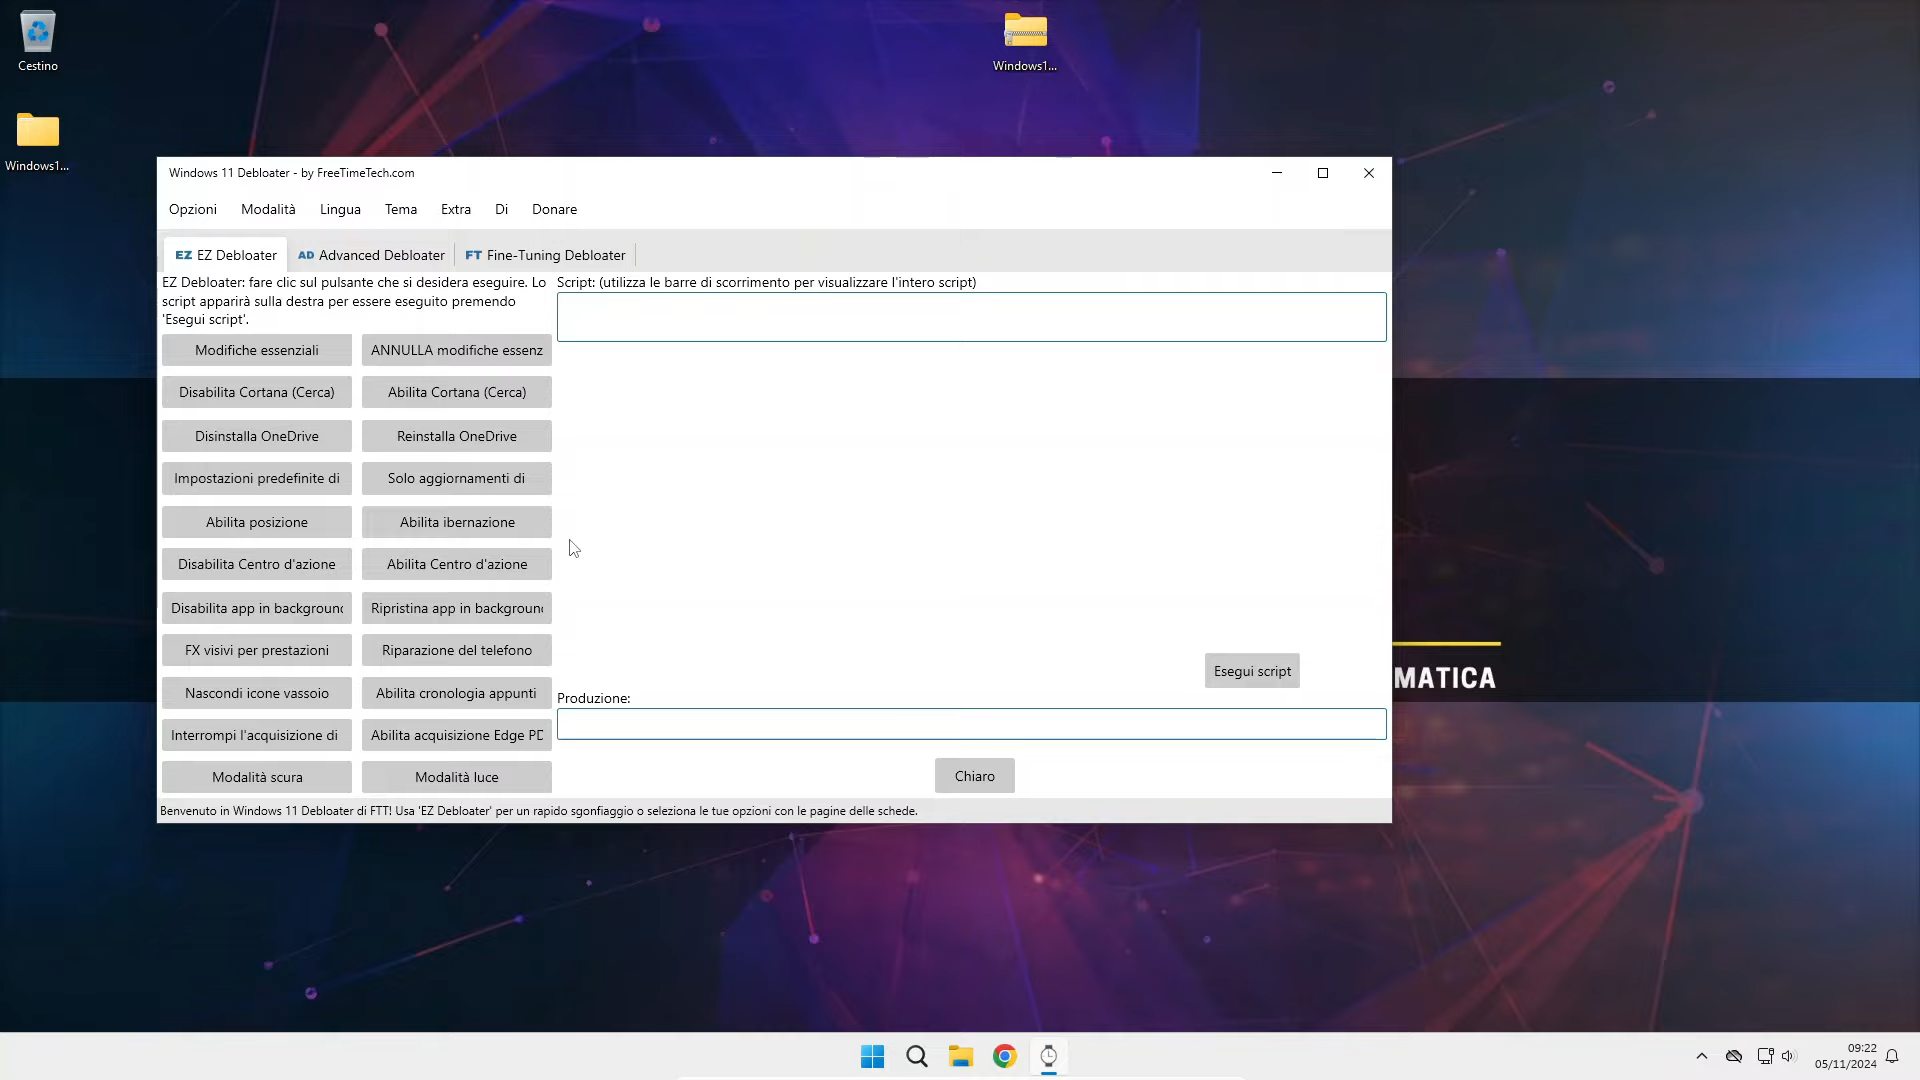 Cestino
Windows1...
Windows1...
Windows 11 Debloater - by FreeTimeTech.com
Opzioni Modalità Lingua Tema Extra Di Donare
EZ EZ Debloater AD Advanced Debloater FT Fine-Tuning Debloater
EZ Debloater: fare clic sul pulsante che si desidera eseguire. Lo
script apparirà sulla destra per essere eseguito premendo
'Esegui script'.
Script: (utilizza le barre di scorrimento per visualizzare l'intero script)
Modifiche essenziali ANNULLA modifiche essenz
Disabilita Cortana (Cerca) Abilita Cortana (Cerca)
Disinstalla OneDrive Reinstalla OneDrive
Impostazioni predefinite di Solo aggiornamenti di
Abilita posizione Abilita ibernazione
Disabilita Centro d'azione Abilita Centro d'azione
Disabilita app in background Ripristina app in background
FX visivi per prestazioni Riparazione del telefono
Nascondi icone vassoio Abilita cronologia appunti
Interrompi l'acquisizione di Abilita acquisizione Edge PD
Modalità scura Modalità luce
Esegui script
Produzione:
Chiaro
Benvenuto in Windows 11 Debloater di FTT! Usa 'EZ Debloater' per un rapido sgonfiaggio o seleziona le tue opzioni con le pagine delle schede.
MATICA
09:22
05/11/2024